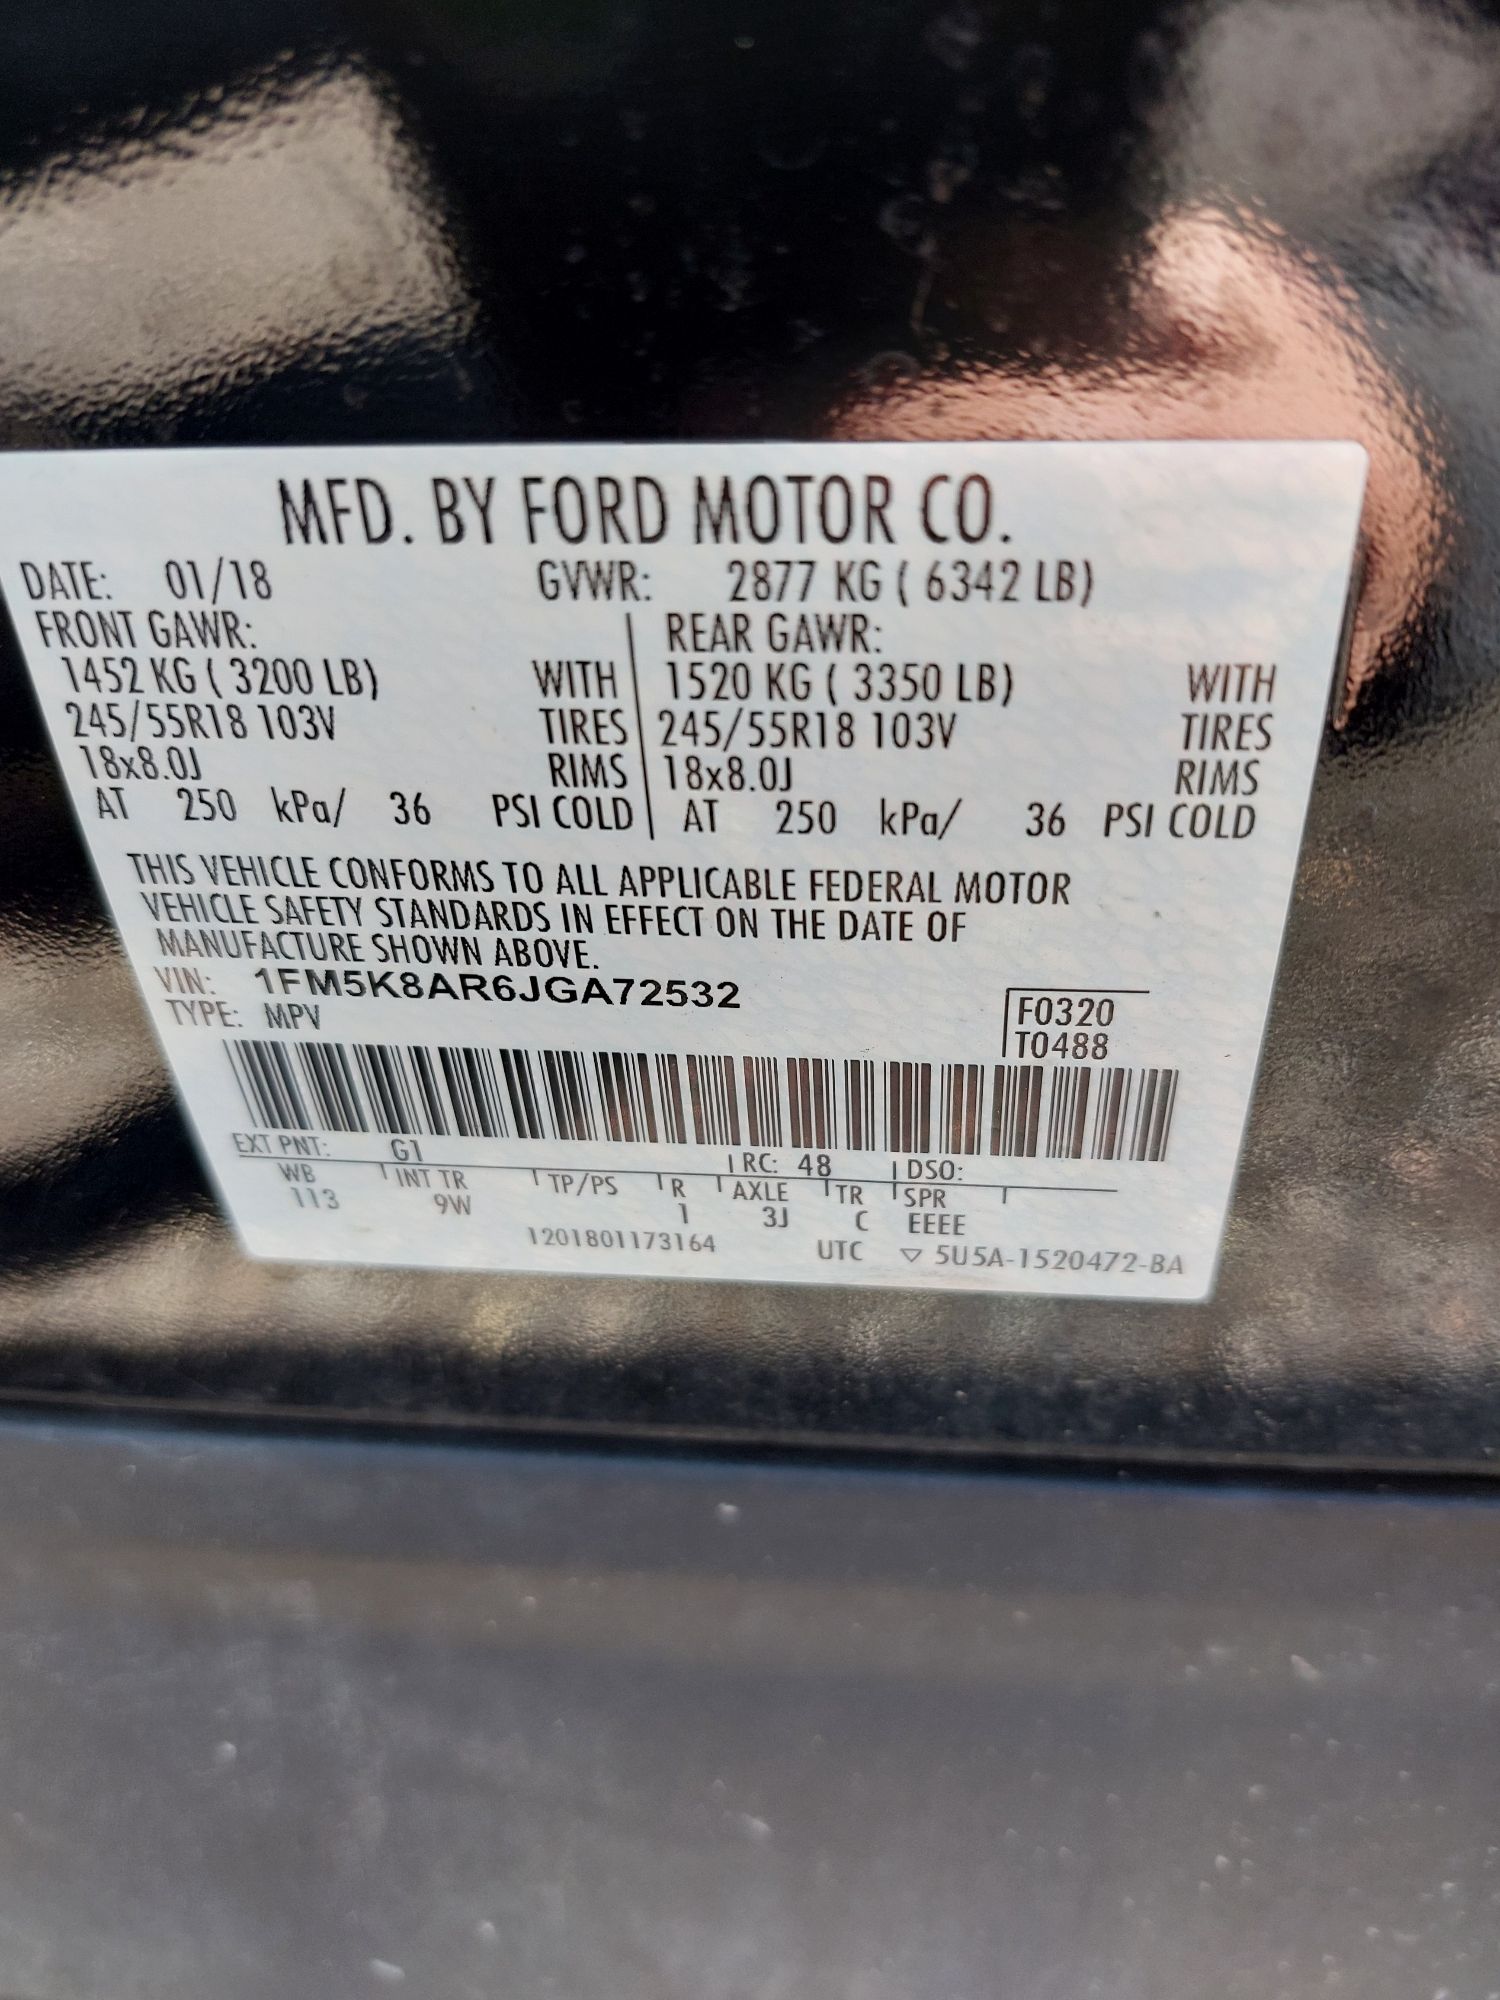 MFD. BY FORD MOTOR CO.
DATE: 01/18 GVWR: 2877 KG ( 6342 LB)
FRONT GAWR: REAR GAWR:
1452 KG ( 3200 LB) WITH 1520 KG ( 3350 LB) WITH
245/55R18 103V TIRES 245/55R18 103V TIRES
18x8.0J RIMS 18x8.0J RIMS
AT 250 kPa/ 36 PSI COLD AT 250 kPa/ 36 PSI COLD
THIS VEHICLE CONFORMS TO ALL APPLICABLE FEDERAL MOTOR
VEHICLE SAFETY STANDARDS IN EFFECT ON THE DATE OF
MANUFACTURE SHOWN ABOVE.
VIN: 1FM5K8AR6JGA72532
TYPE: MPV
F0320
T0488
EXT PNT: G1 RC: 48 DSO:
WB INT TR TP/PS R AXLE TR SPR
113 9W 1 3J C EEEE
1201801173164 UTC ▽ 5U5A-1520472-BA